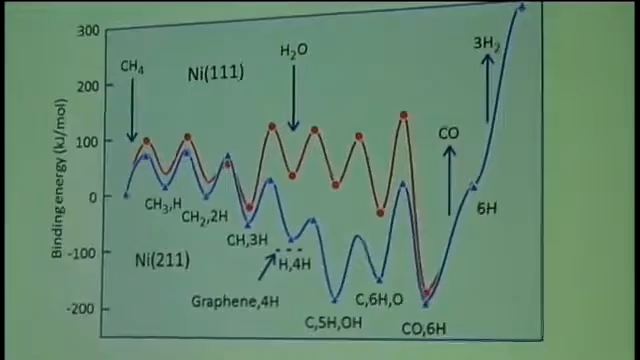 300
200
100
0
-100
-200
Binding energy (kJ/mol)
CH4
Ni(111)
H2O
3H2
CO
CH3,H
CH2,2H
CH,3H
6H
Ni(211)
H,4H
Graphene,4H
C,6H,O
C,5H,OH
CO,6H